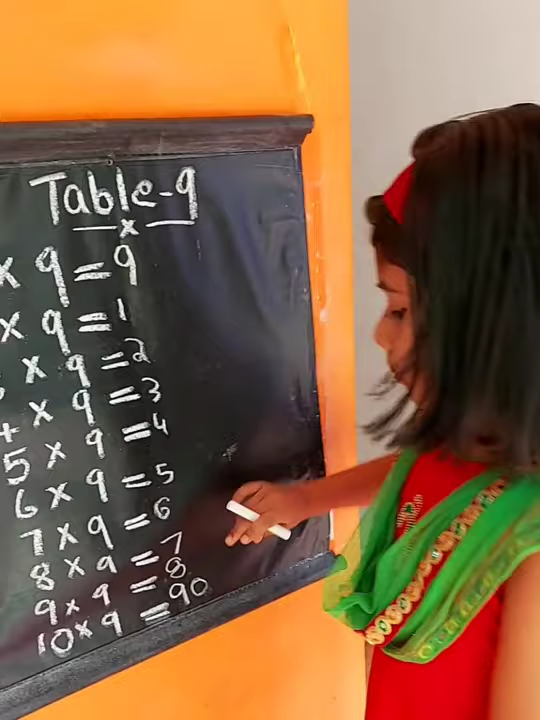 Table-9
x
x 9 = 9
x 9 = 1
x 9 = 2
4 x 9 = 3
5 x 9 = 4
6 x 9 = 5
7 x 9 = 6
8 x 9 = 7
9 x 9 = 8
10 x 9 = 90